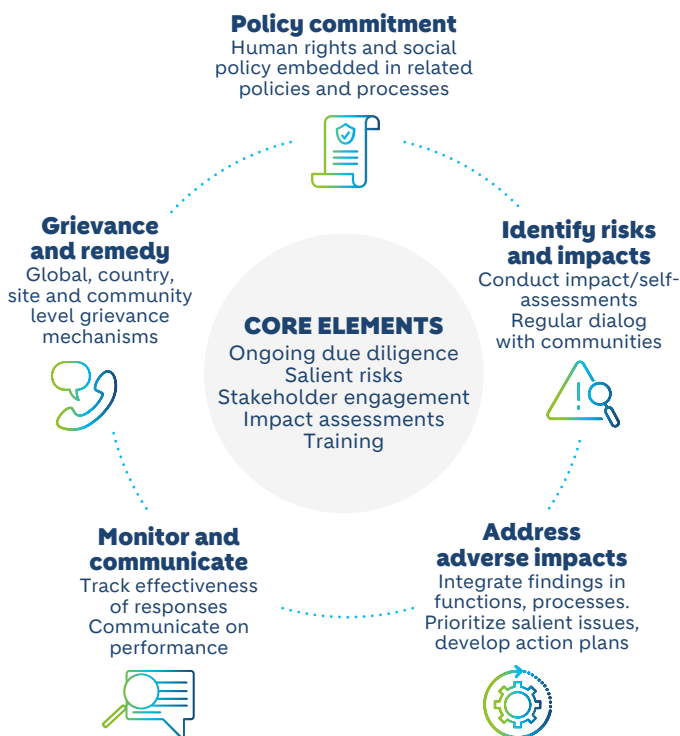 Policy commitment
Human rights and social
policy embedded in related
policies and processes
Identify risks
and impacts
Conduct impact/self-
assessments
Regular dialog
with communities
Address
adverse impacts
Integrate findings in
functions, processes.
Prioritize salient issues,
develop action plans
Monitor and
communicate
Track effectiveness
of responses
Communicate on
performance
Grievance
and remedy
Global, country,
site and community
level grievance
mechanisms
CORE ELEMENTS
Ongoing due diligence
Salient risks
Stakeholder engagement
Impact assessments
Training